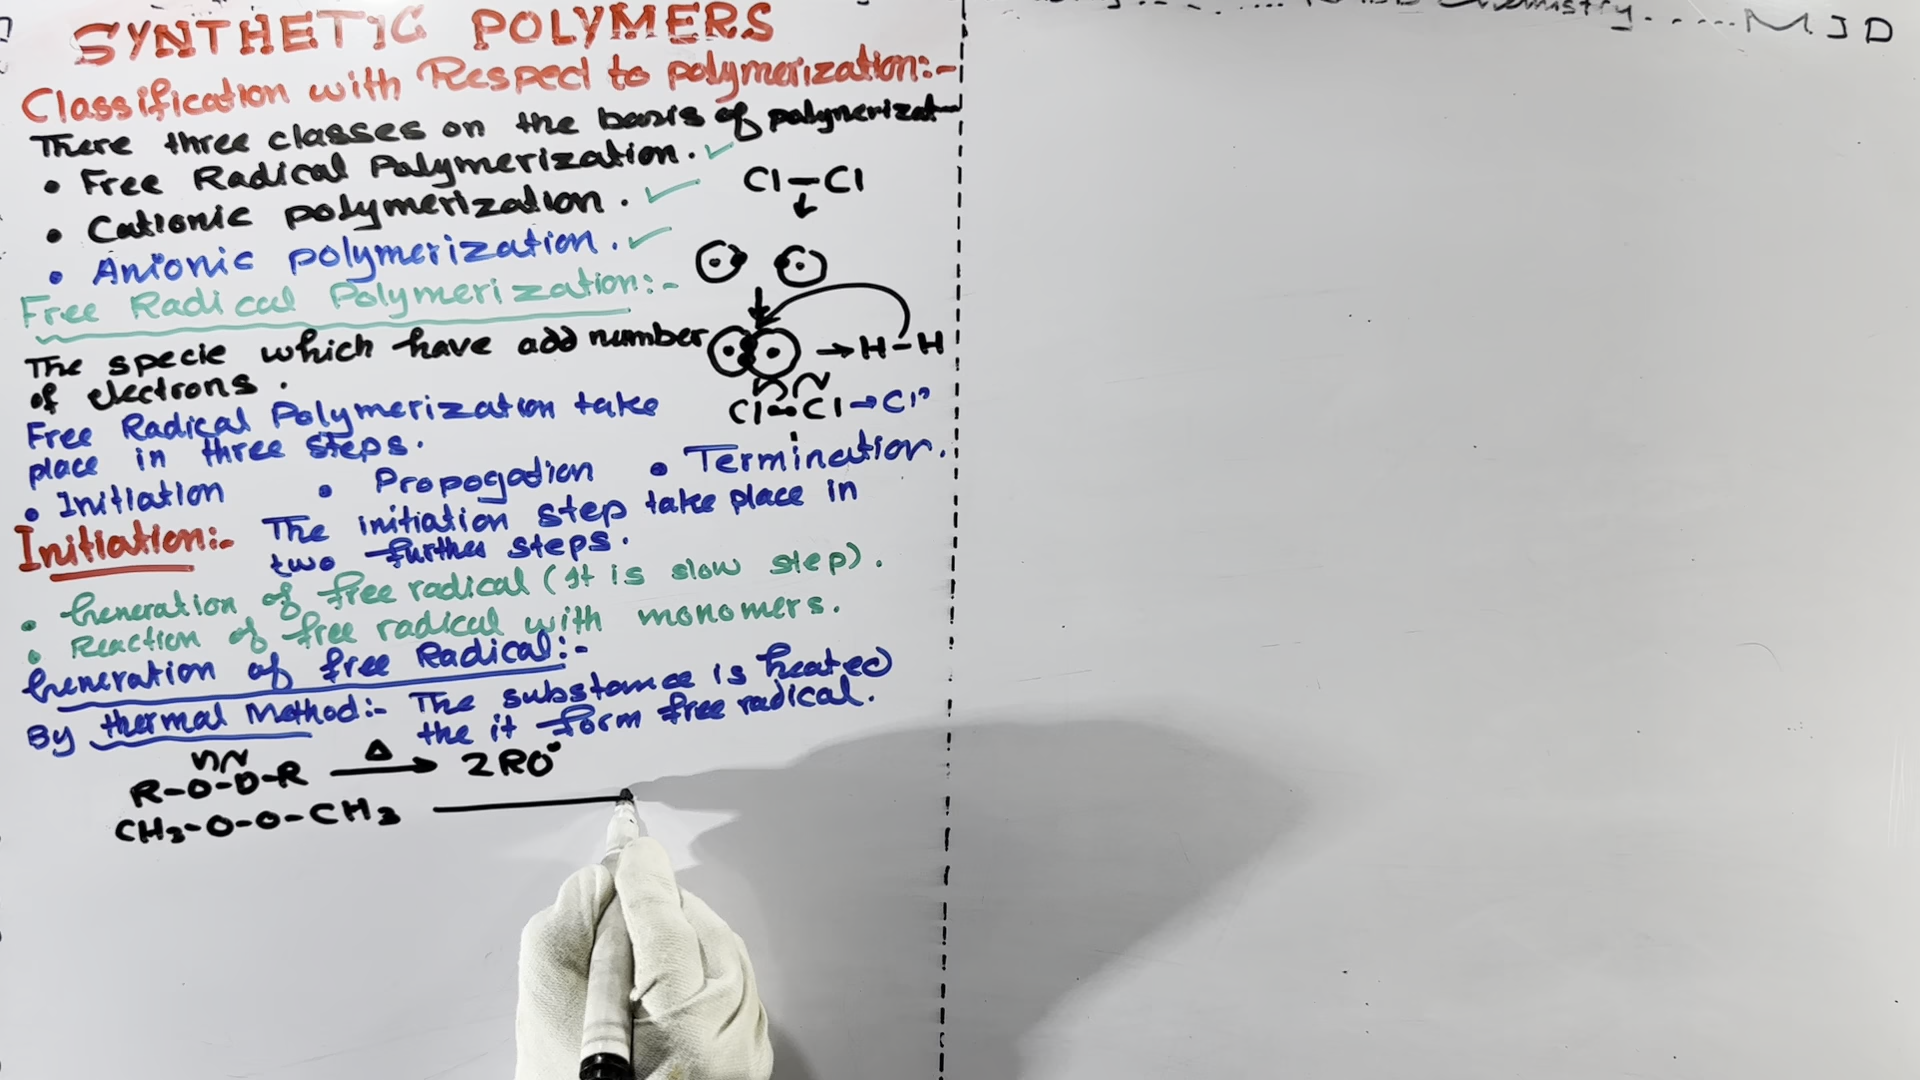 SYNTHETIC POLYMERS
Classification with Respect to polymerization:-
There three classes on the basis of polymerizat
• Free Radical Polymerization. ✓
• Cationic polymerization. ✓
• Anionic polymerization. ✓
Cl–Cl
Free Radical Polymerization:-
The specie which have add number
of electrons.
→ H–H
Cl–Cl→Cl
Free Radical Polymerization take
place in three steps.
• Initiation • Propogation • Termination.
Initiation:- The initiation step take place in
two further steps.
• Generation of free radical (It is slow step).
• Reaction of free radical with monomers.
Generation of free Radical:-
By thermal Method:- The substance is heated
the it form free radical.
R-O-O-R —Δ→ 2RO•
CH3-O-O-CH3
Chemistry.....MJD